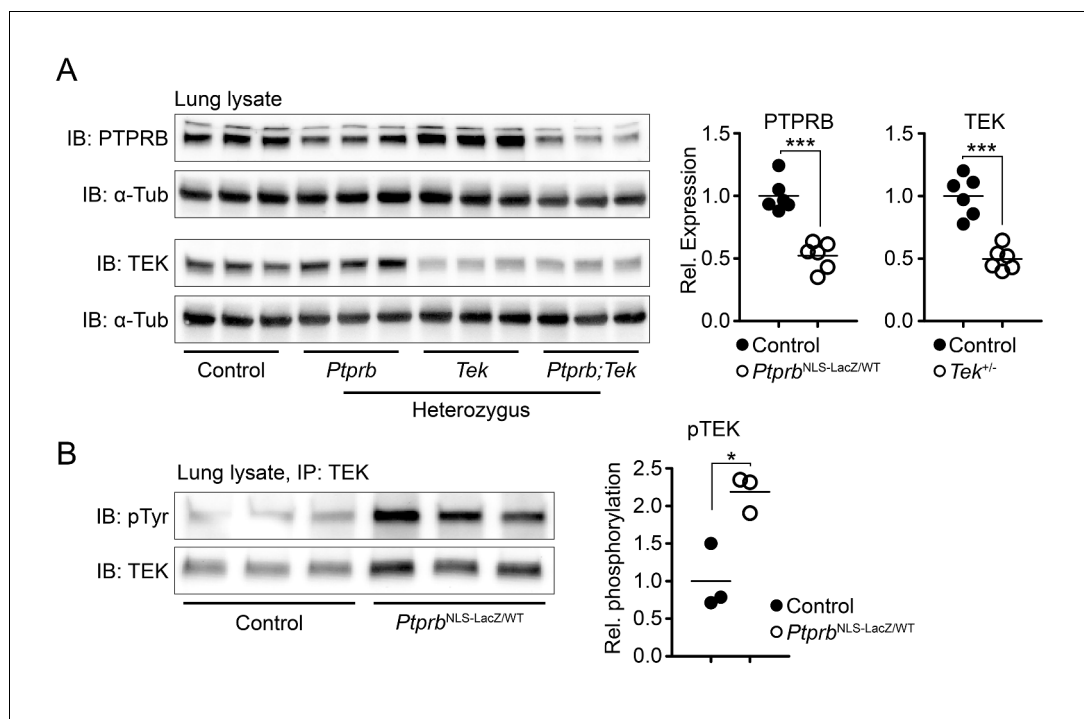 A
Lung lysate
IB: PTPRB
IB: α-Tub
IB: TEK
IB: α-Tub
Control
Ptprb
Tek
Ptprb;Tek
Heterozygus
PTPRB
***
Rel. Expression
1.5
1.0
0.5
0.0
Control
Ptprb^NLS-LacZ/WT
TEK
***
1.5
1.0
0.5
0.0
Control
Tek^+/-
B
Lung lysate, IP: TEK
IB: pTyr
IB: TEK
Control
Ptprb^NLS-LacZ/WT
pTEK
*
Rel. phosphorylation
2.5
2.0
1.5
1.0
0.5
0.0
Control
Ptprb^NLS-LacZ/WT